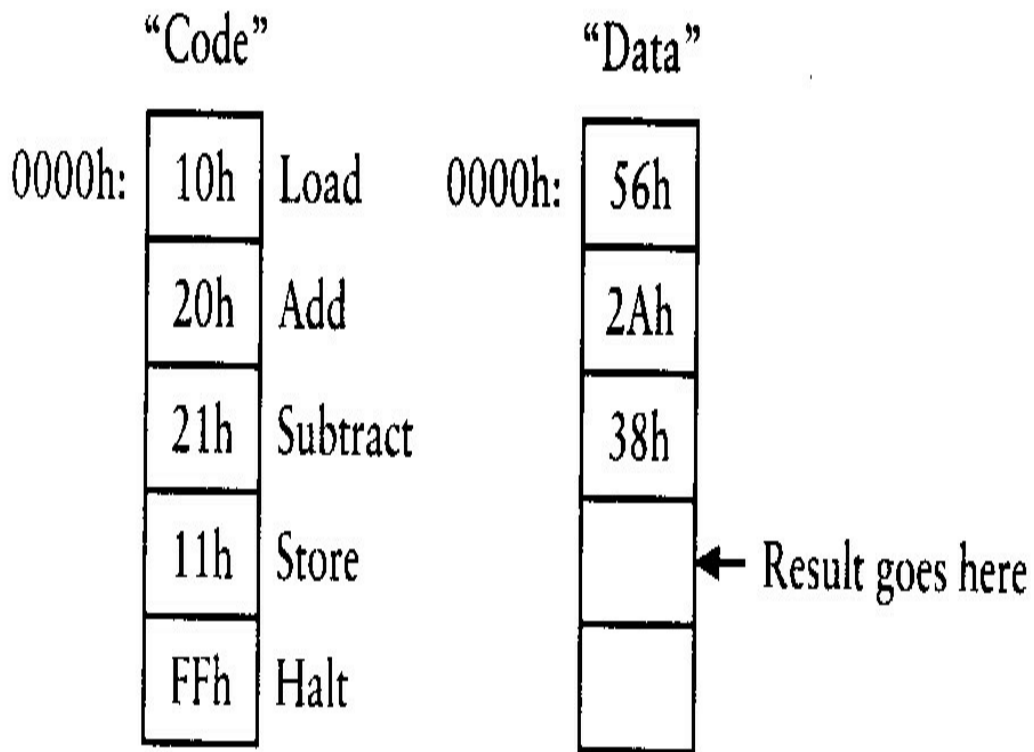 “Code”
“Data”
0000h: 10h Load
0000h: 56h
20h Add
2Ah
21h Subtract
38h
11h Store
Result goes here
FFh Halt